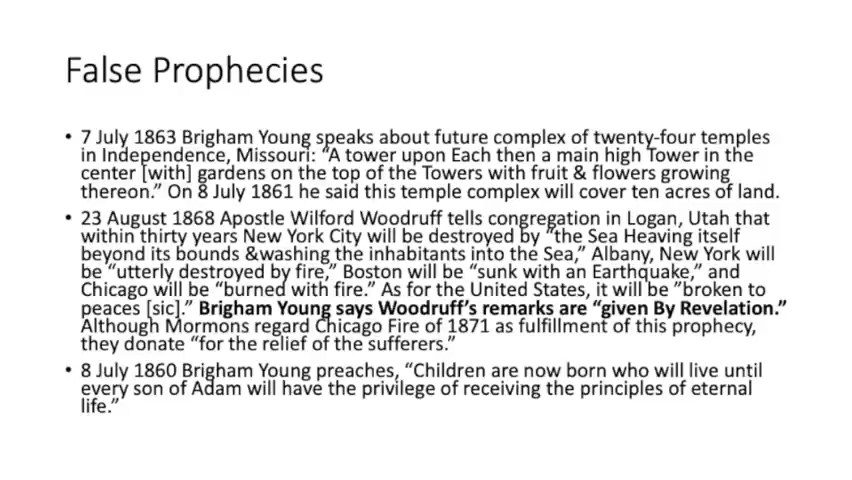 False Prophecies
• 7 July 1863 Brigham Young speaks about future complex of twenty-four temples
in Independence, Missouri: “A tower upon Each then a main high Tower in the
center [with] gardens on the top of the Towers with fruit & flowers growing
thereon.” On 8 July 1861 he said this temple complex will cover ten acres of land.
• 23 August 1868 Apostle Wilford Woodruff tells congregation in Logan, Utah that
within thirty years New York City will be destroyed by “the Sea Heaving itself
beyond its bounds &washing the inhabitants into the Sea,” Albany, New York will
be “utterly destroyed by fire,” Boston will be “sunk with an Earthquake,” and
Chicago will be “burned with fire.” As for the United States, it will be ”broken to
peaces [sic].” Brigham Young says Woodruff’s remarks are “given By Revelation.”
Although Mormons regard Chicago Fire of 1871 as fulfillment of this prophecy,
they donate “for the relief of the sufferers.”
• 8 July 1860 Brigham Young preaches, “Children are now born who will live until
every son of Adam will have the privilege of receiving the principles of eternal
life.”